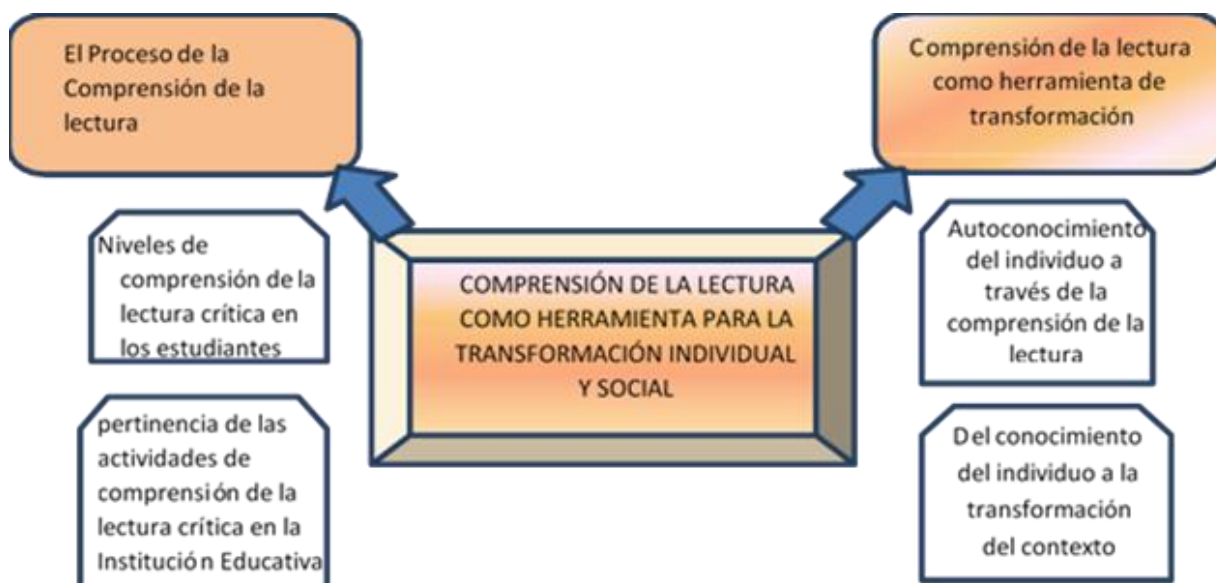 El Proceso de la
Comprensión de la
lectura
Niveles de
comprensión de la
lectura crítica en
los estudiantes
pertinencia de las
actividades de
comprensión de la
lectura crítica en la
Institución Educativa
COMPRENSIÓN DE LA LECTURA
COMO HERRAMIENTA PARA LA
TRANSFORMACIÓN INDIVIDUAL
Y SOCIAL
Comprensión de la lectura
como herramienta de
transformación
Autoconocimiento
del individuo a
través de la
comprensión de la
lectura
Del conocimiento
del individuo a la
transformación
del contexto